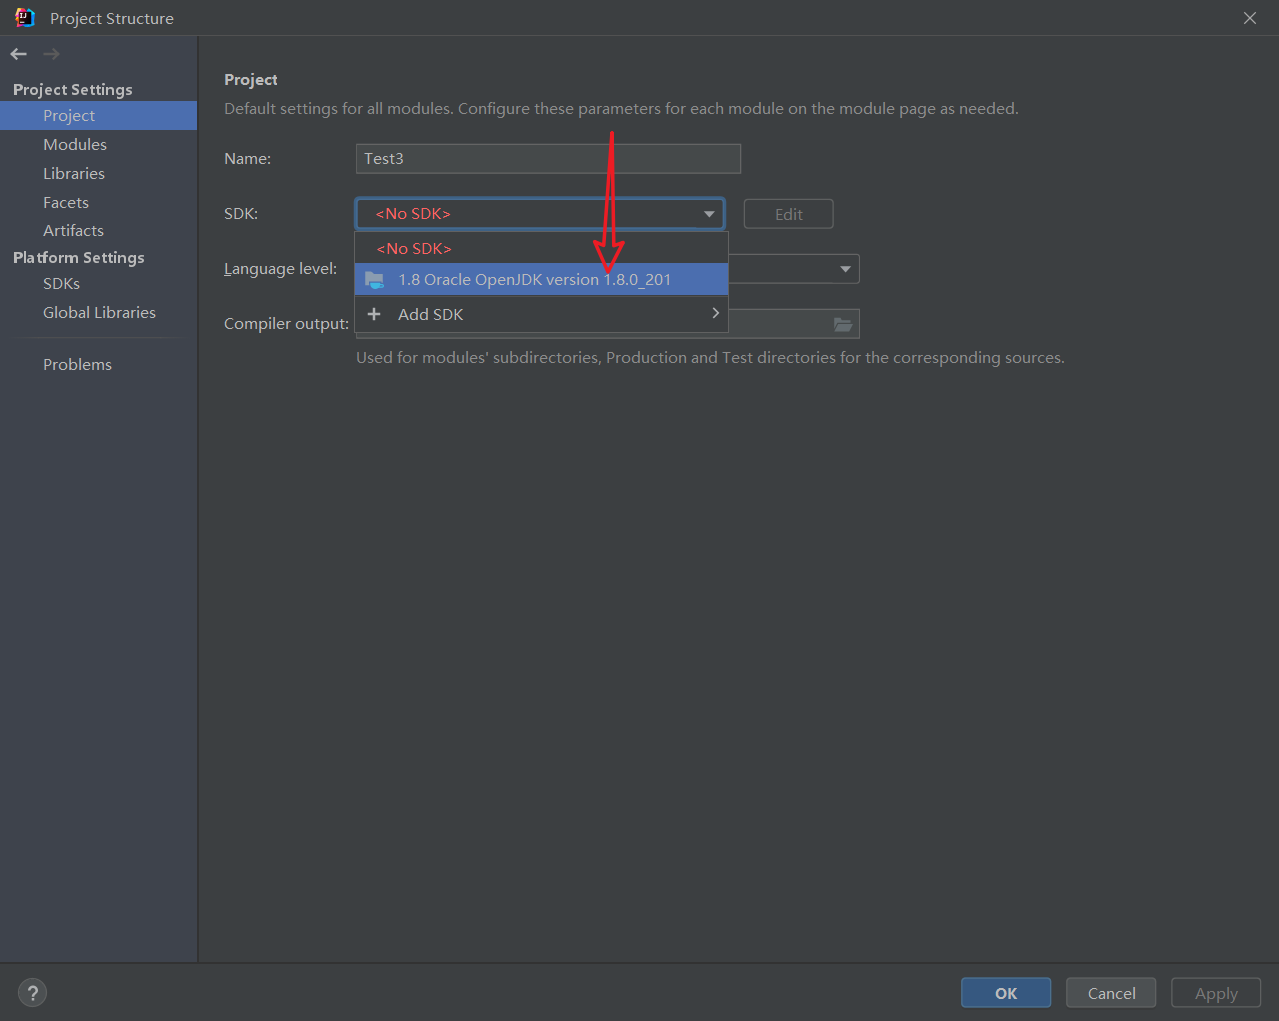 Project Structure
Project Settings
Project
Modules
Libraries
Facets
Artifacts
Platform Settings
SDKs
Global Libraries
Problems
Project
Default settings for all modules. Configure these parameters for each module on the module page as needed.
Name: Test3
SDK: <No SDK> Edit
<No SDK>
Language level:
1.8 Oracle OpenJDK version 1.8.0_201
Add SDK
Compiler output:
Used for modules' subdirectories, Production and Test directories for the corresponding sources.
? OK Cancel Apply